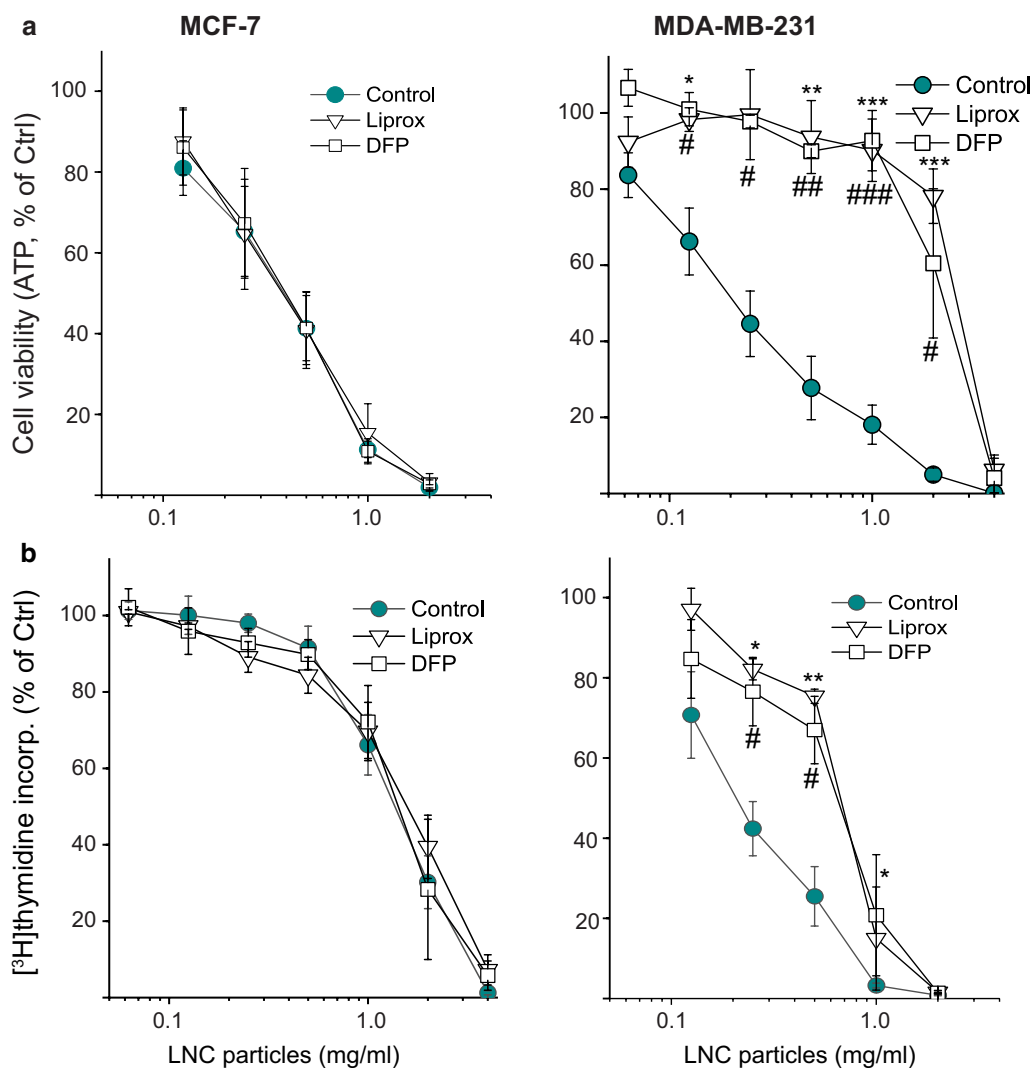 a
MCF-7
MDA-MB-231
Cell viability (ATP, % of Ctrl)
100
80
60
40
20
0.1
1.0
Control
Liprox
DFP
100
80
60
40
20
0.1
1.0
Control
Liprox
DFP
*
**
***
***
#
#
##
###
#
b
[³H]thymidine incorp. (% of Ctrl)
100
80
60
40
20
0.1
1.0
LNC particles (mg/ml)
Control
Liprox
DFP
100
80
60
40
20
0.1
1.0
LNC particles (mg/ml)
Control
Liprox
DFP
*
**
#
#
*